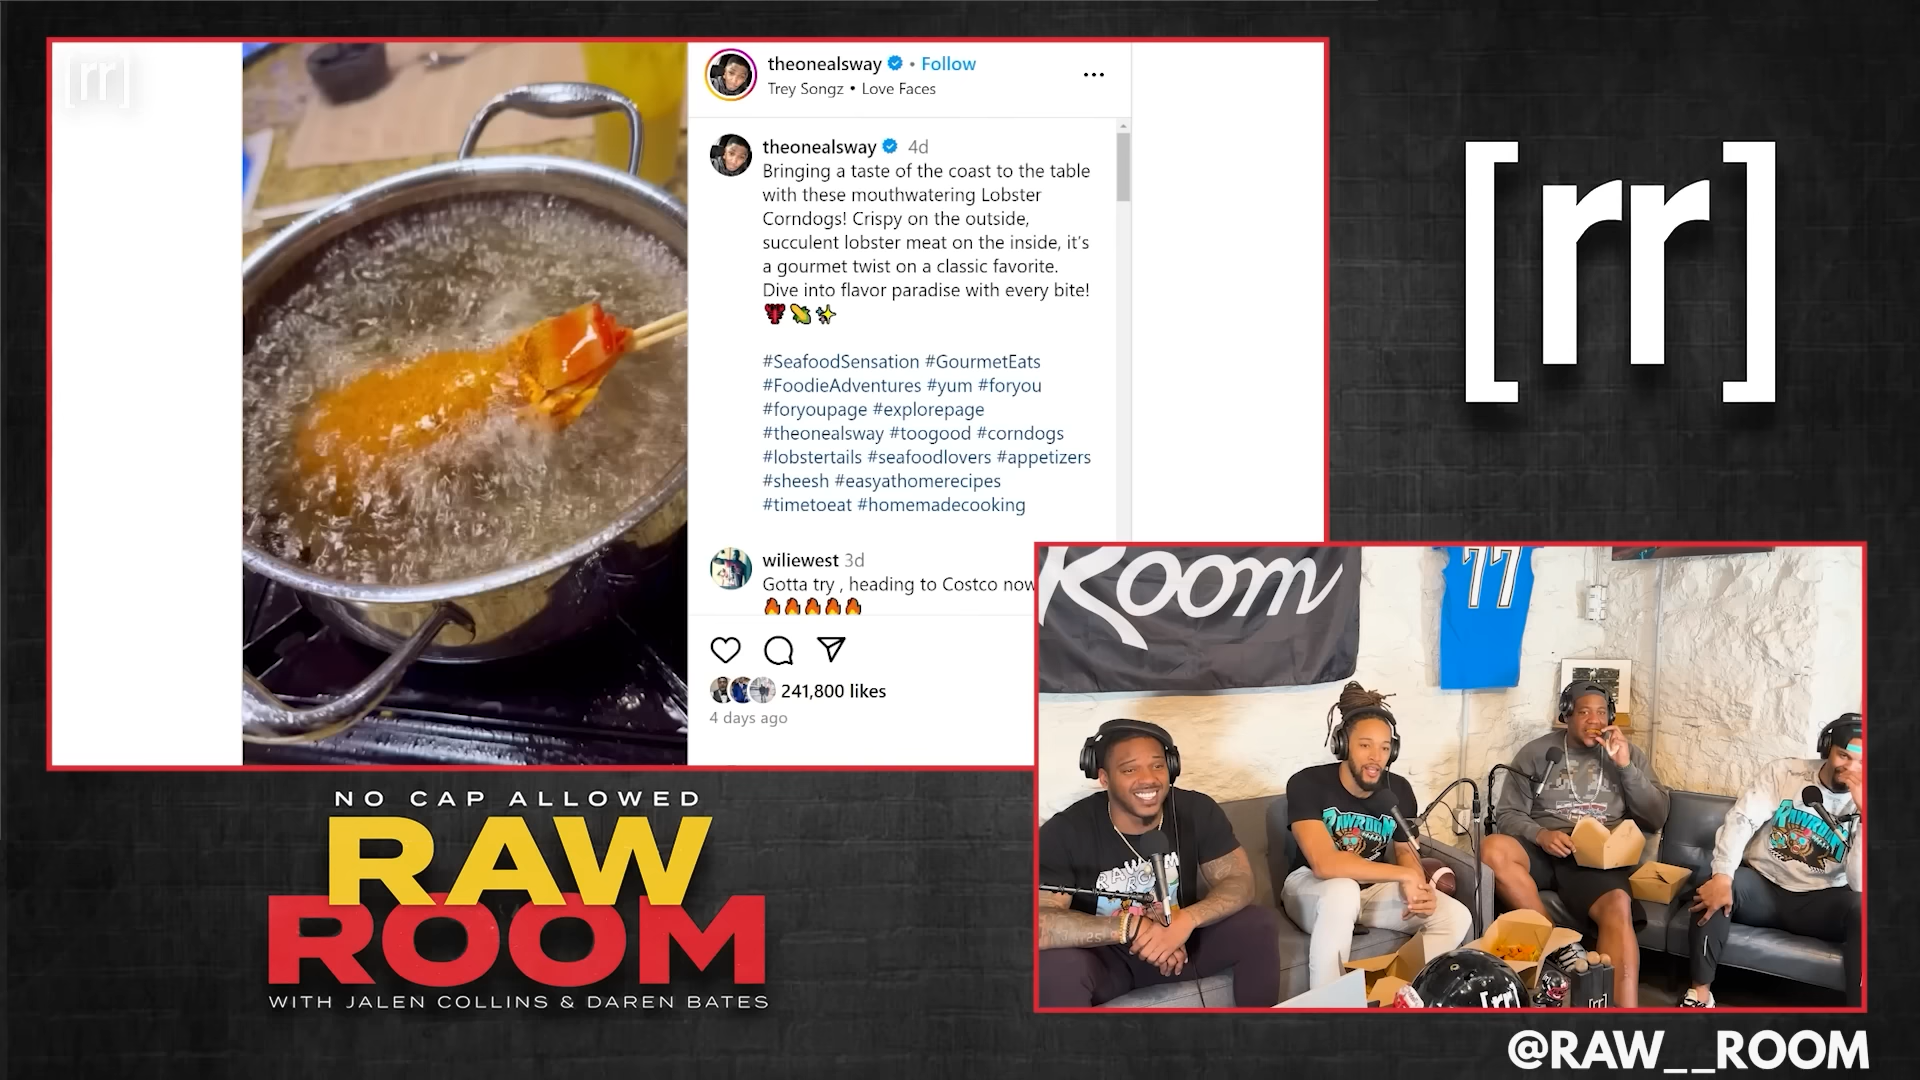 [rr]
theonealsway • Follow
Trey Songz • Love Faces
theonealsway 4d
Bringing a taste of the coast to the table
with these mouthwatering Lobster
Corndogs! Crispy on the outside,
succulent lobster meat on the inside, it's
a gourmet twist on a classic favorite.
Dive into flavor paradise with every bite!
🦞🌽✨
#SeafoodSensation #GourmetEats
#FoodieAdventures #yum #foryou
#foryoupage #explorepage
#theonealsway #toogood #corndogs
#lobstertails #seafoodlovers #appetizers
#sheesh #easyathomerecipes
#timetoeat #homemadecooking
wiliewest 3d
Gotta try , heading to Costco now
🔥🔥🔥🔥🔥
241,800 likes
4 days ago
[rr]
Room
77
RAWROOM
RAWROOM
[rr]
NO CAP ALLOWED
RAW
ROOM
WITH JALEN COLLINS & DAREN BATES
@RAW__ROOM